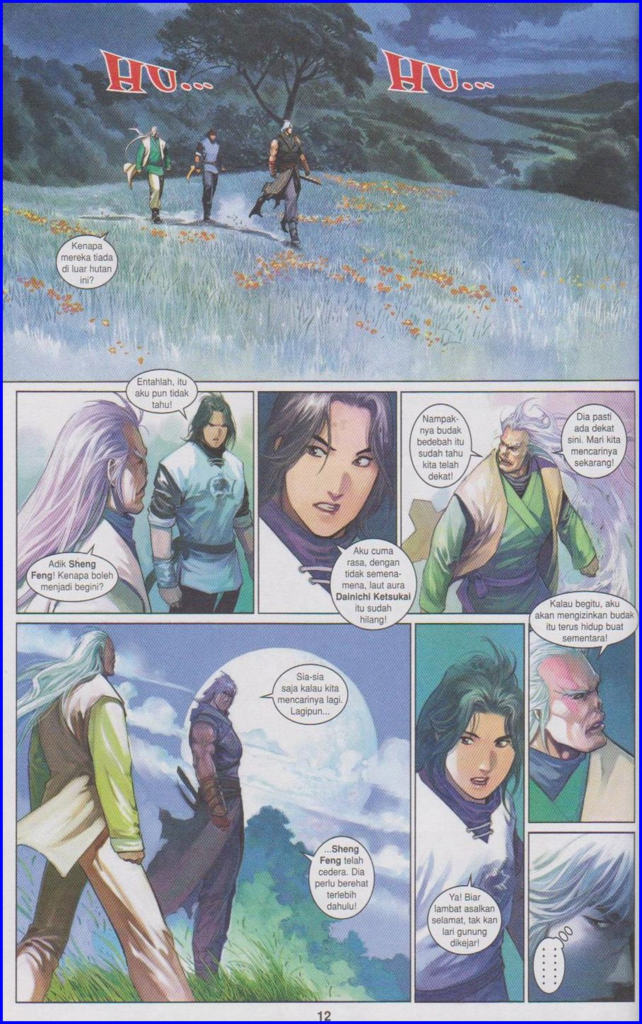 HU...
HU...
Kenapa
mereka tiada
di luar hutan
ini?
Entahlah, itu
aku pun tidak
tahu!
Adik Sheng
Feng! Kenapa boleh
menjadi begini?
Aku cuma
rasa, dengan
tidak semena-
mena, laut aura
Dainichi Ketsukai
itu sudah
hilang!
Nampak-
nya budak
bedebah itu
sudah tahu
kita telah
dekat!
Dia pasti
ada dekat
sini. Mari kita
mencarinya
sekarang!
Sia-sia
saja kalau kita
mencarinya lagi.
Lagipun...
...Sheng
Feng telah
cedera. Dia
perlu berehat
terlebih
dahulu!
Ya! Biar
lambat asalkan
selamat, tak kan
lari gunung
dikejar!
Kalau begitu, aku
akan mengizinkan budak
itu terus hidup buat
sementara!
12